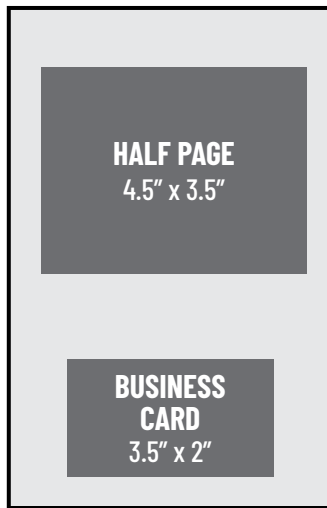 HALF PAGE
4.5” x 3.5”
BUSINESS
CARD
3.5” x 2”